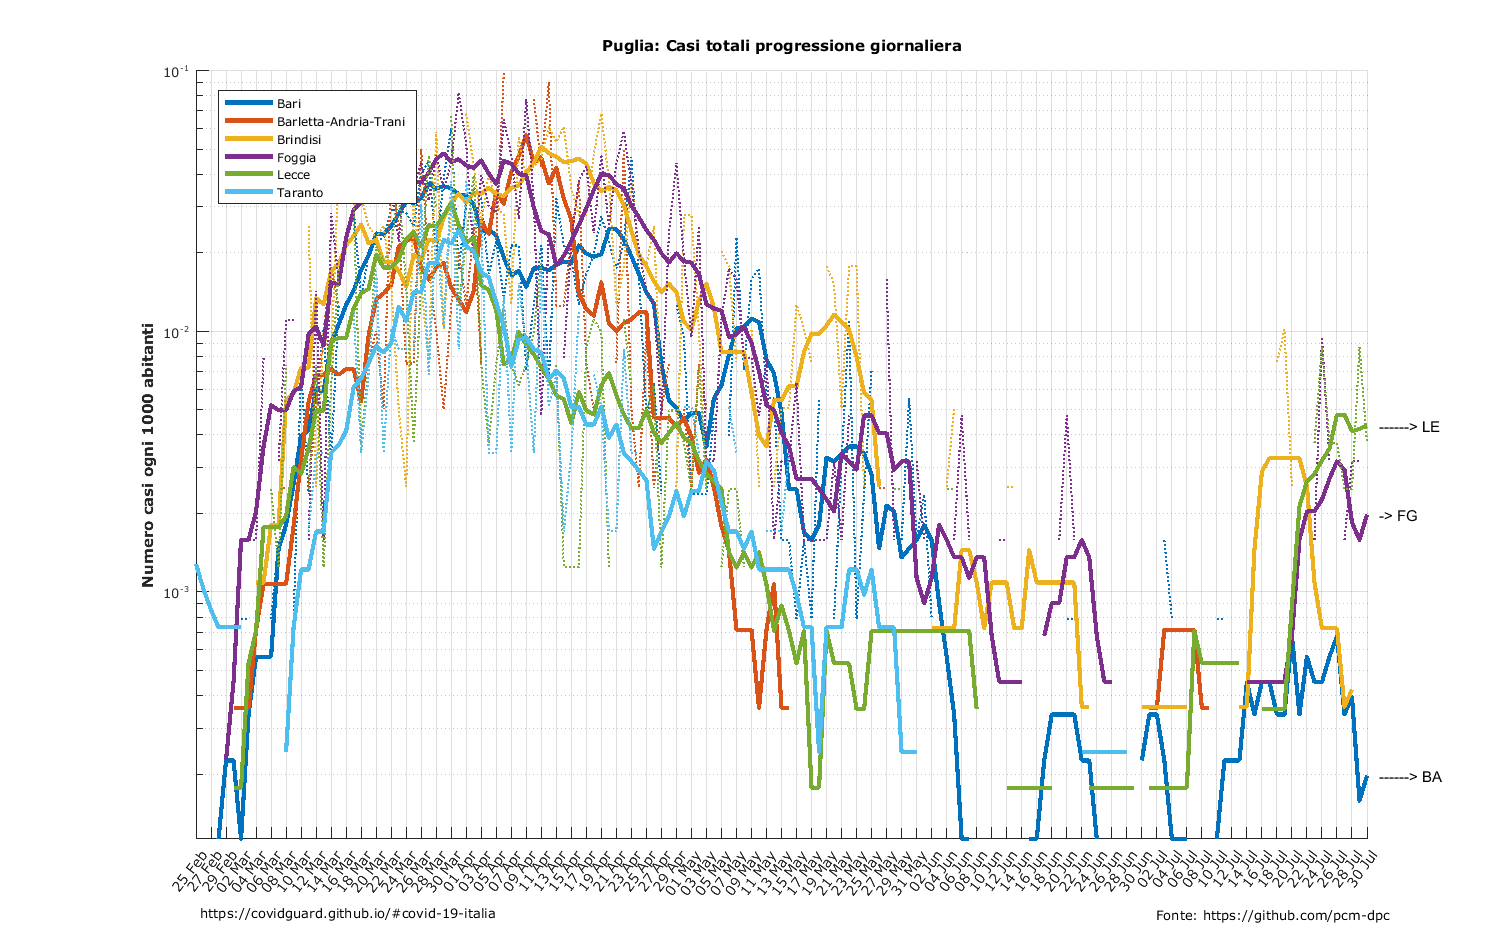 Puglia: Casi totali progressione giornaliera
10-1
10-2
10-3
Numero casi ogni 1000 abitanti
Bari
Barletta-Andria-Trani
Brindisi
Foggia
Lecce
Taranto
------> LE
-> FG
------> BA
25 Feb
27 Feb
29 Feb
02 Mar
04 Mar
06 Mar
08 Mar
10 Mar
12 Mar
14 Mar
16 Mar
18 Mar
20 Mar
22 Mar
24 Mar
26 Mar
28 Mar
30 Mar
01 Apr
03 Apr
05 Apr
07 Apr
09 Apr
11 Apr
13 Apr
15 Apr
17 Apr
19 Apr
21 Apr
23 Apr
25 Apr
27 Apr
29 Apr
01 May
03 May
05 May
07 May
09 May
11 May
13 May
15 May
17 May
19 May
21 May
23 May
25 May
27 May
29 May
31 May
02 Jun
04 Jun
06 Jun
08 Jun
10 Jun
12 Jun
14 Jun
16 Jun
18 Jun
20 Jun
22 Jun
24 Jun
26 Jun
28 Jun
30 Jun
02 Jul
04 Jul
06 Jul
08 Jul
10 Jul
12 Jul
14 Jul
16 Jul
18 Jul
20 Jul
22 Jul
24 Jul
26 Jul
28 Jul
30 Jul
https://covidguard.github.io/#covid-19-italia
Fonte: https://github.com/pcm-dpc